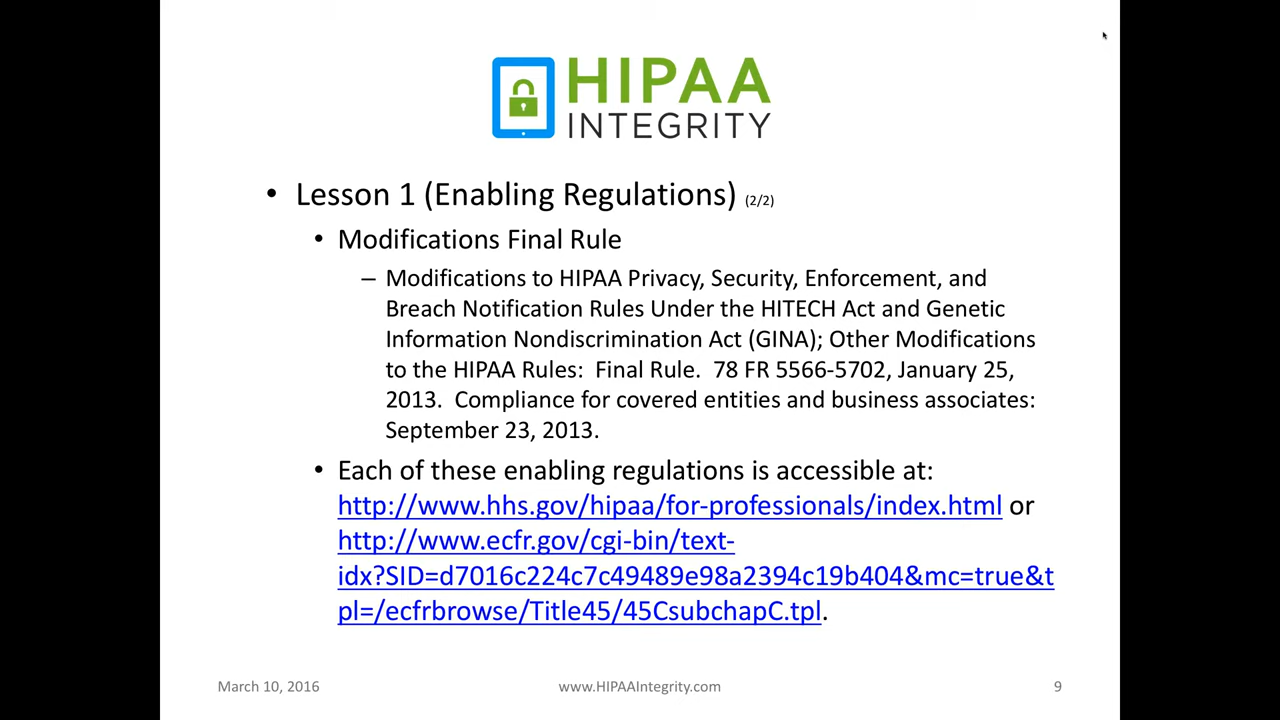 HIPAA
INTEGRITY
• Lesson 1 (Enabling Regulations) (2/2)
• Modifications Final Rule
– Modifications to HIPAA Privacy, Security, Enforcement, and
Breach Notification Rules Under the HITECH Act and Genetic
Information Nondiscrimination Act (GINA); Other Modifications
to the HIPAA Rules:  Final Rule.  78 FR 5566-5702, January 25,
2013.  Compliance for covered entities and business associates:
September 23, 2013.
• Each of these enabling regulations is accessible at:
http://www.hhs.gov/hipaa/for-professionals/index.html or
http://www.ecfr.gov/cgi-bin/text-
idx?SID=d7016c224c7c49489e98a2394c19b404&mc=true&t
pl=/ecfrbrowse/Title45/45CsubchapC.tpl.
March 10, 2016 www.HIPAAIntegrity.com 9